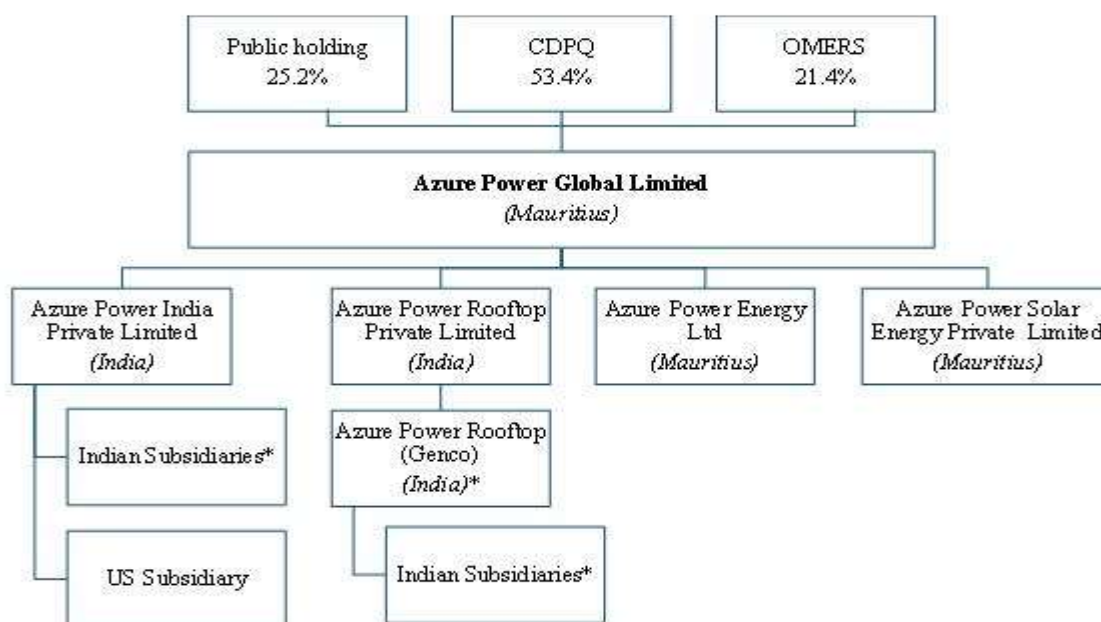 Public holding
25.2%
CDPQ
53.4%
OMERS
21.4%
Azure Power Global Limited
(Mauritius)
Azure Power India
Private Limited
(India)
Azure Power Rooftop
Private Limited
(India)
Azure Power Energy
Ltd
(Mauritius)
Azure Power Solar
Energy Private Limited
(Mauritius)
Indian Subsidiaries*
Azure Power Rooftop
(Genco)
(India)*
US Subsidiary
Indian Subsidiaries*